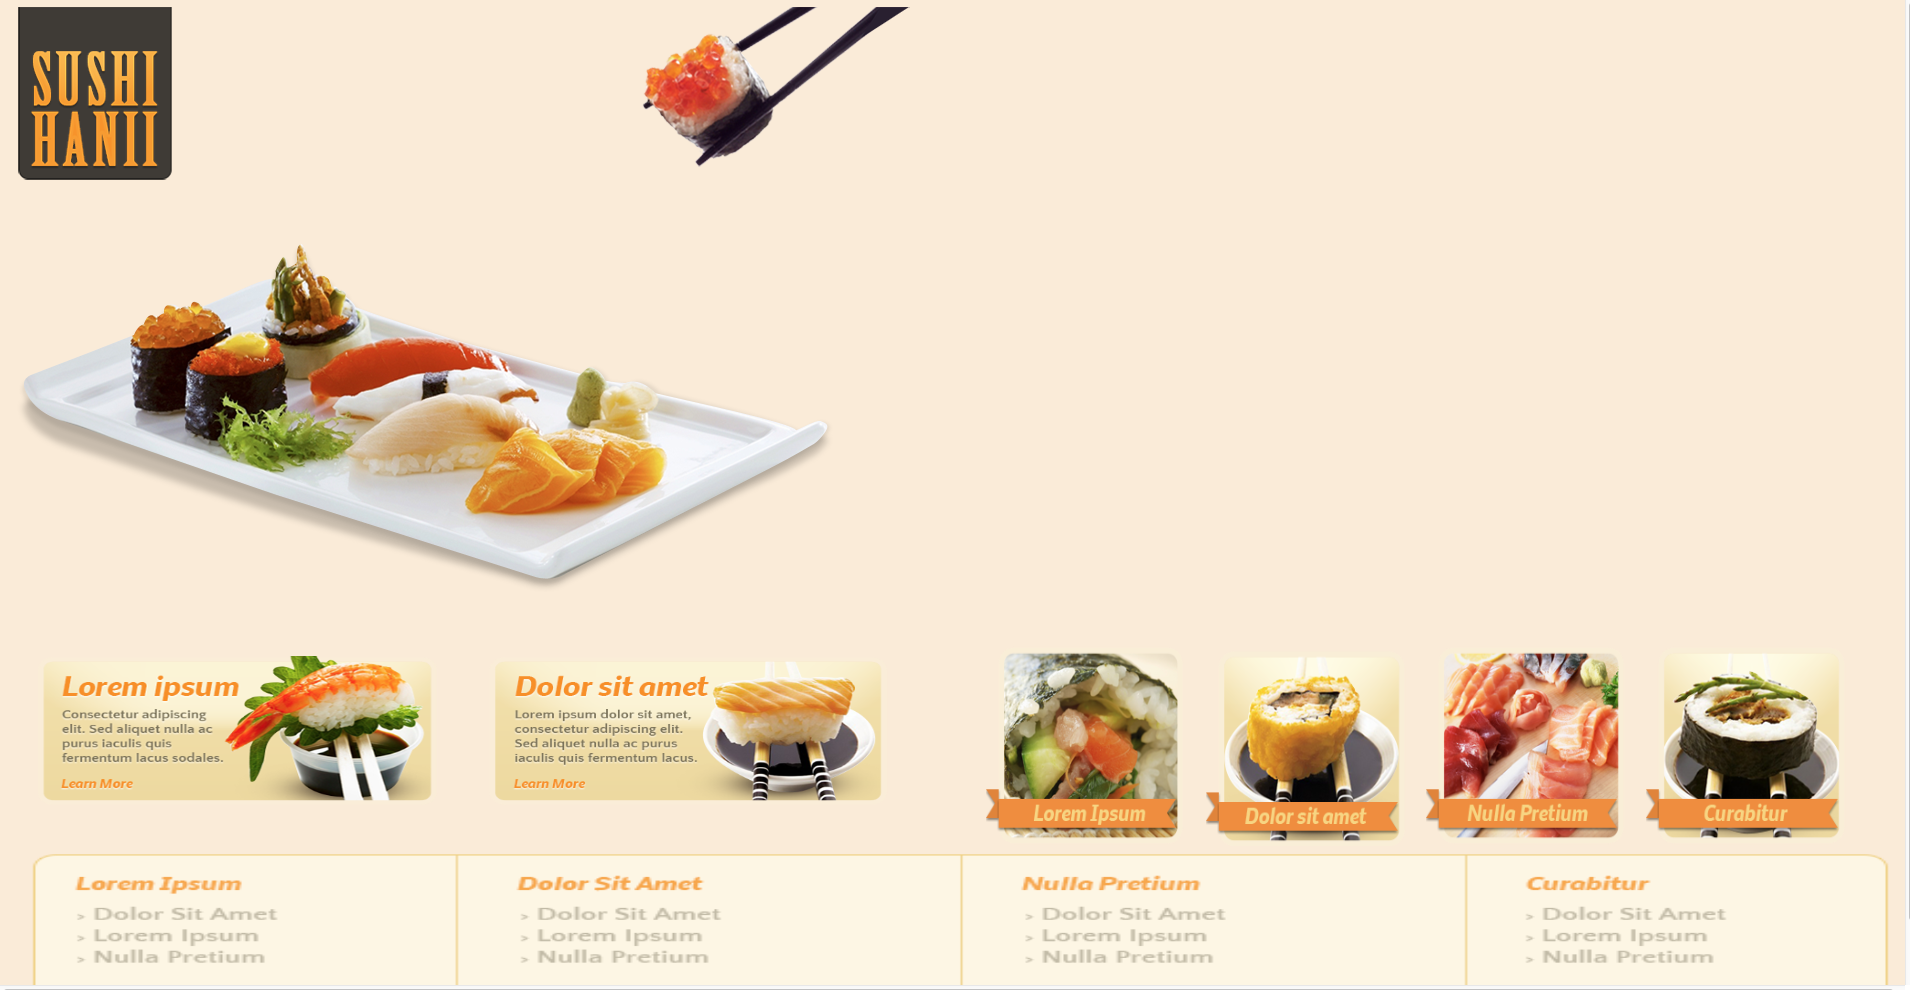 SUSHI
HANII
Lorem ipsum
Consectetur adipiscing
elit. Sed aliquet nulla ac
purus iaculis quis
fermentum lacus sodales.
Learn More
Dolor sit amet
Lorem ipsum dolor sit amet,
consectetur adipiscing elit.
Sed aliquet nulla ac purus
iaculis quis fermentum lacus.
Learn More
Lorem Ipsum
Dolor sit amet
Nulla Pretium
Curabitur
Lorem Ipsum
> Dolor Sit Amet
> Lorem Ipsum
> Nulla Pretium
Dolor Sit Amet
> Dolor Sit Amet
> Lorem Ipsum
> Nulla Pretium
Nulla Pretium
> Dolor Sit Amet
> Lorem Ipsum
> Nulla Pretium
Curabitur
> Dolor Sit Amet
> Lorem Ipsum
> Nulla Pretium